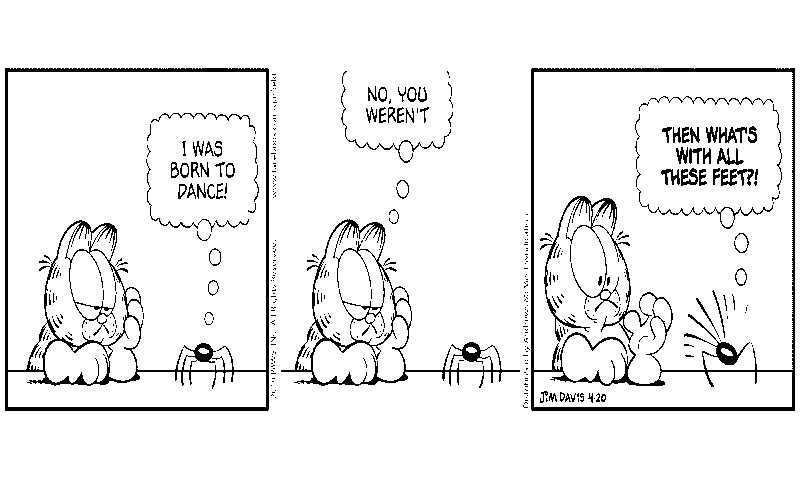 I WAS
BORN TO
DANCE!
NO, YOU
WEREN'T
THEN WHAT'S
WITH ALL
THESE FEET?!
JIM DAVIS 4-20